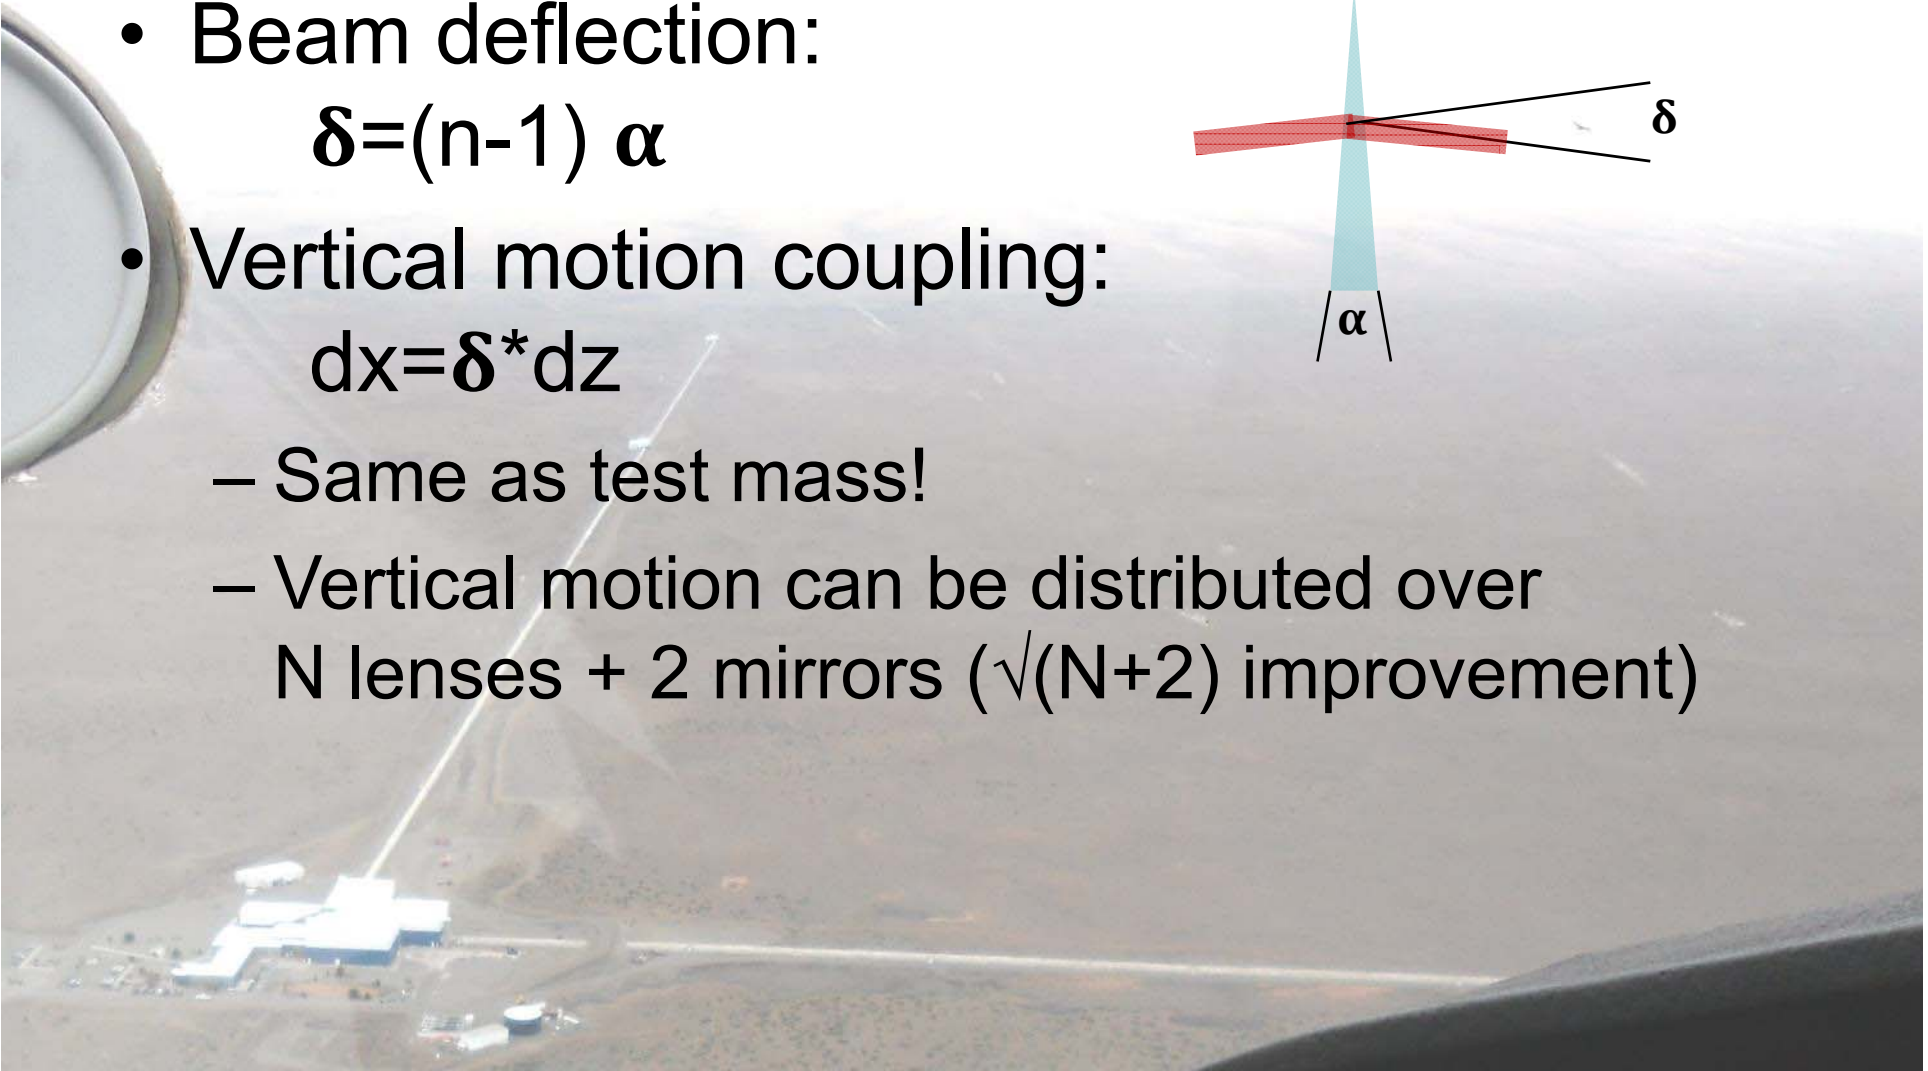 • Beam deflection:
δ=(n-1) α
• Vertical motion coupling:
dx=δ*dz
– Same as test mass!
– Vertical motion can be distributed over
N lenses + 2 mirrors (√(N+2) improvement)
δ
α